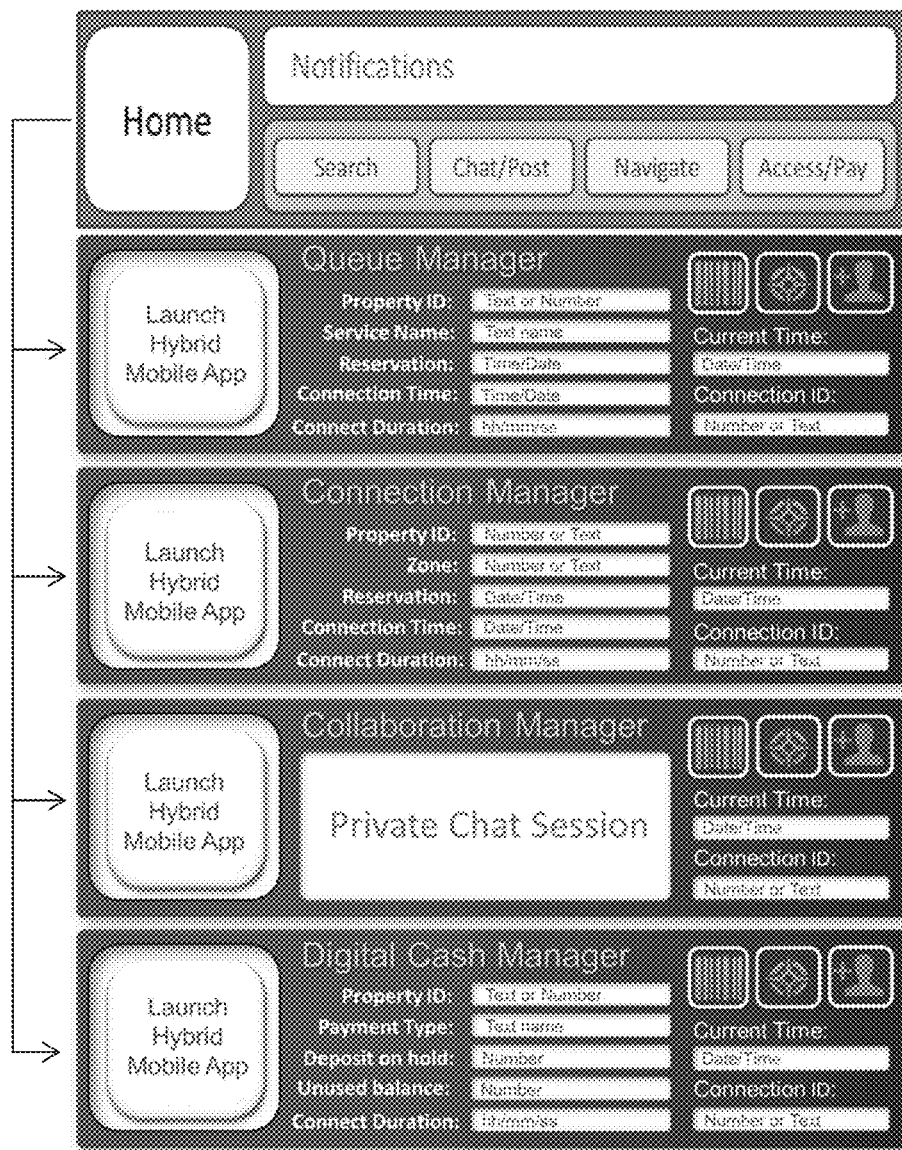 Home
Notifications
Search
Chat/Post
Navigate
Access/Pay
Launch
Hybrid
Mobile App
Queue Manager
Property ID: Text or Number
Service Name: Text name
Reservation: Time/Date
Connection Time: Time/Date
Connect Duration: hh/mm/ss
Current Time:
Date/Time
Connection ID:
Number or Text
Launch
Hybrid
Mobile App
Connection Manager
Property ID: Number or Text
Zone: Number or Text
Reservation: Date/Time
Connection Time: Date/Time
Connect Duration: hh/mm/ss
Current Time:
Date/Time
Connection ID:
Number or Text
Launch
Hybrid
Mobile App
Collaboration Manager
Private Chat Session
Current Time:
Date/Time
Connection ID:
Number or Text
Launch
Hybrid
Mobile App
Digital Cash Manager
Property ID: Text or Number
Payment Type: Text name
Deposit on hold: Number
Unused balance: Number
Connect Duration: hh/mm/ss
Current Time:
Date/Time
Connection ID:
Number or Text